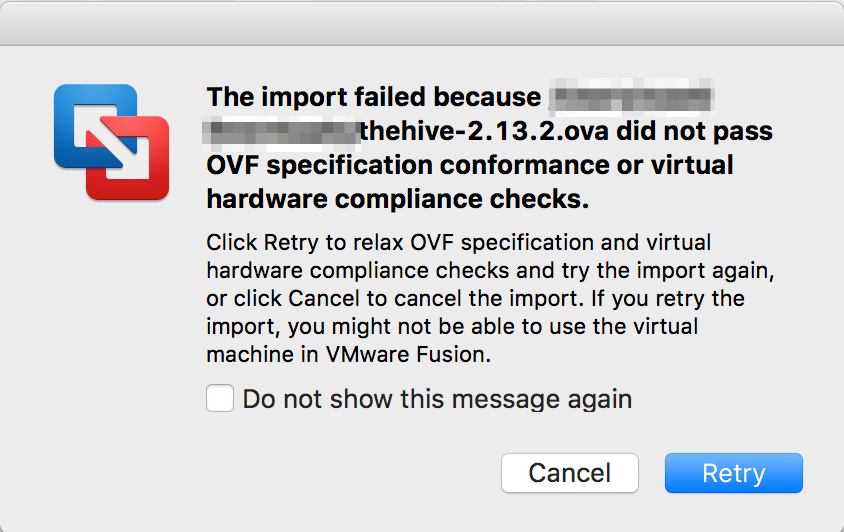 The import failed because
thehive-2.13.2.ova did not pass
OVF specification conformance or virtual
hardware compliance checks.
Click Retry to relax OVF specification and virtual
hardware compliance checks and try the import again,
or click Cancel to cancel the import. If you retry the
import, you might not be able to use the virtual
machine in VMware Fusion.
Do not show this message again
Cancel
Retry